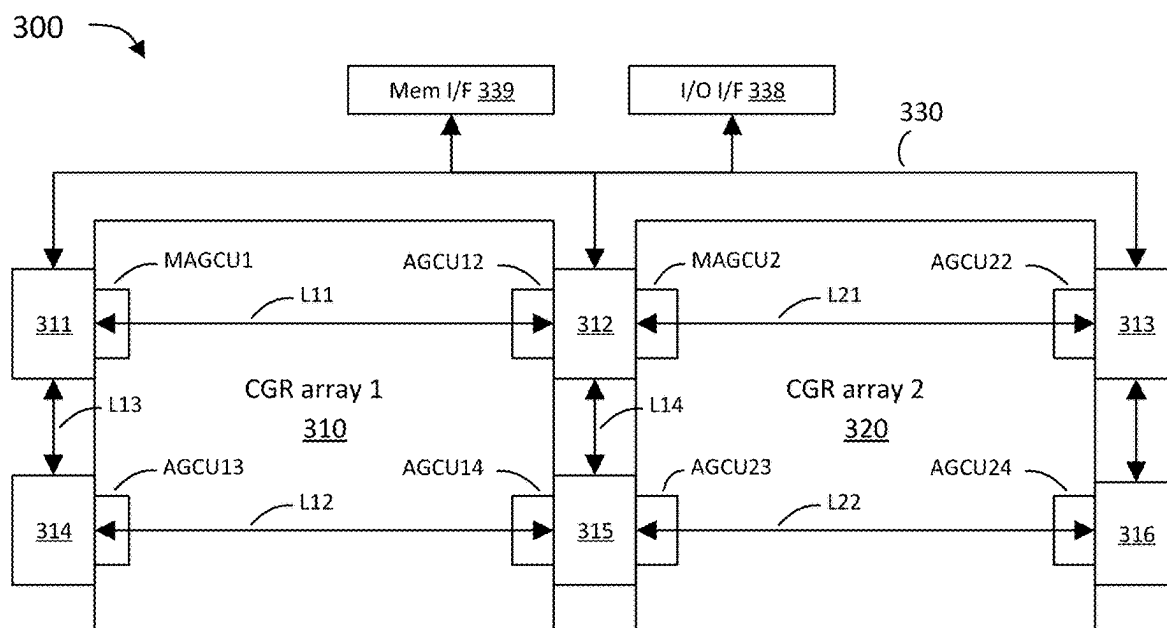 300
Mem I/F 339
I/O I/F 338
330
MAGCU1
AGCU12
MAGCU2
AGCU22
L11
L21
311
312
313
CGR array 1
310
CGR array 2
320
L13
L14
AGCU13
AGCU14
AGCU23
AGCU24
L12
L22
314
315
316